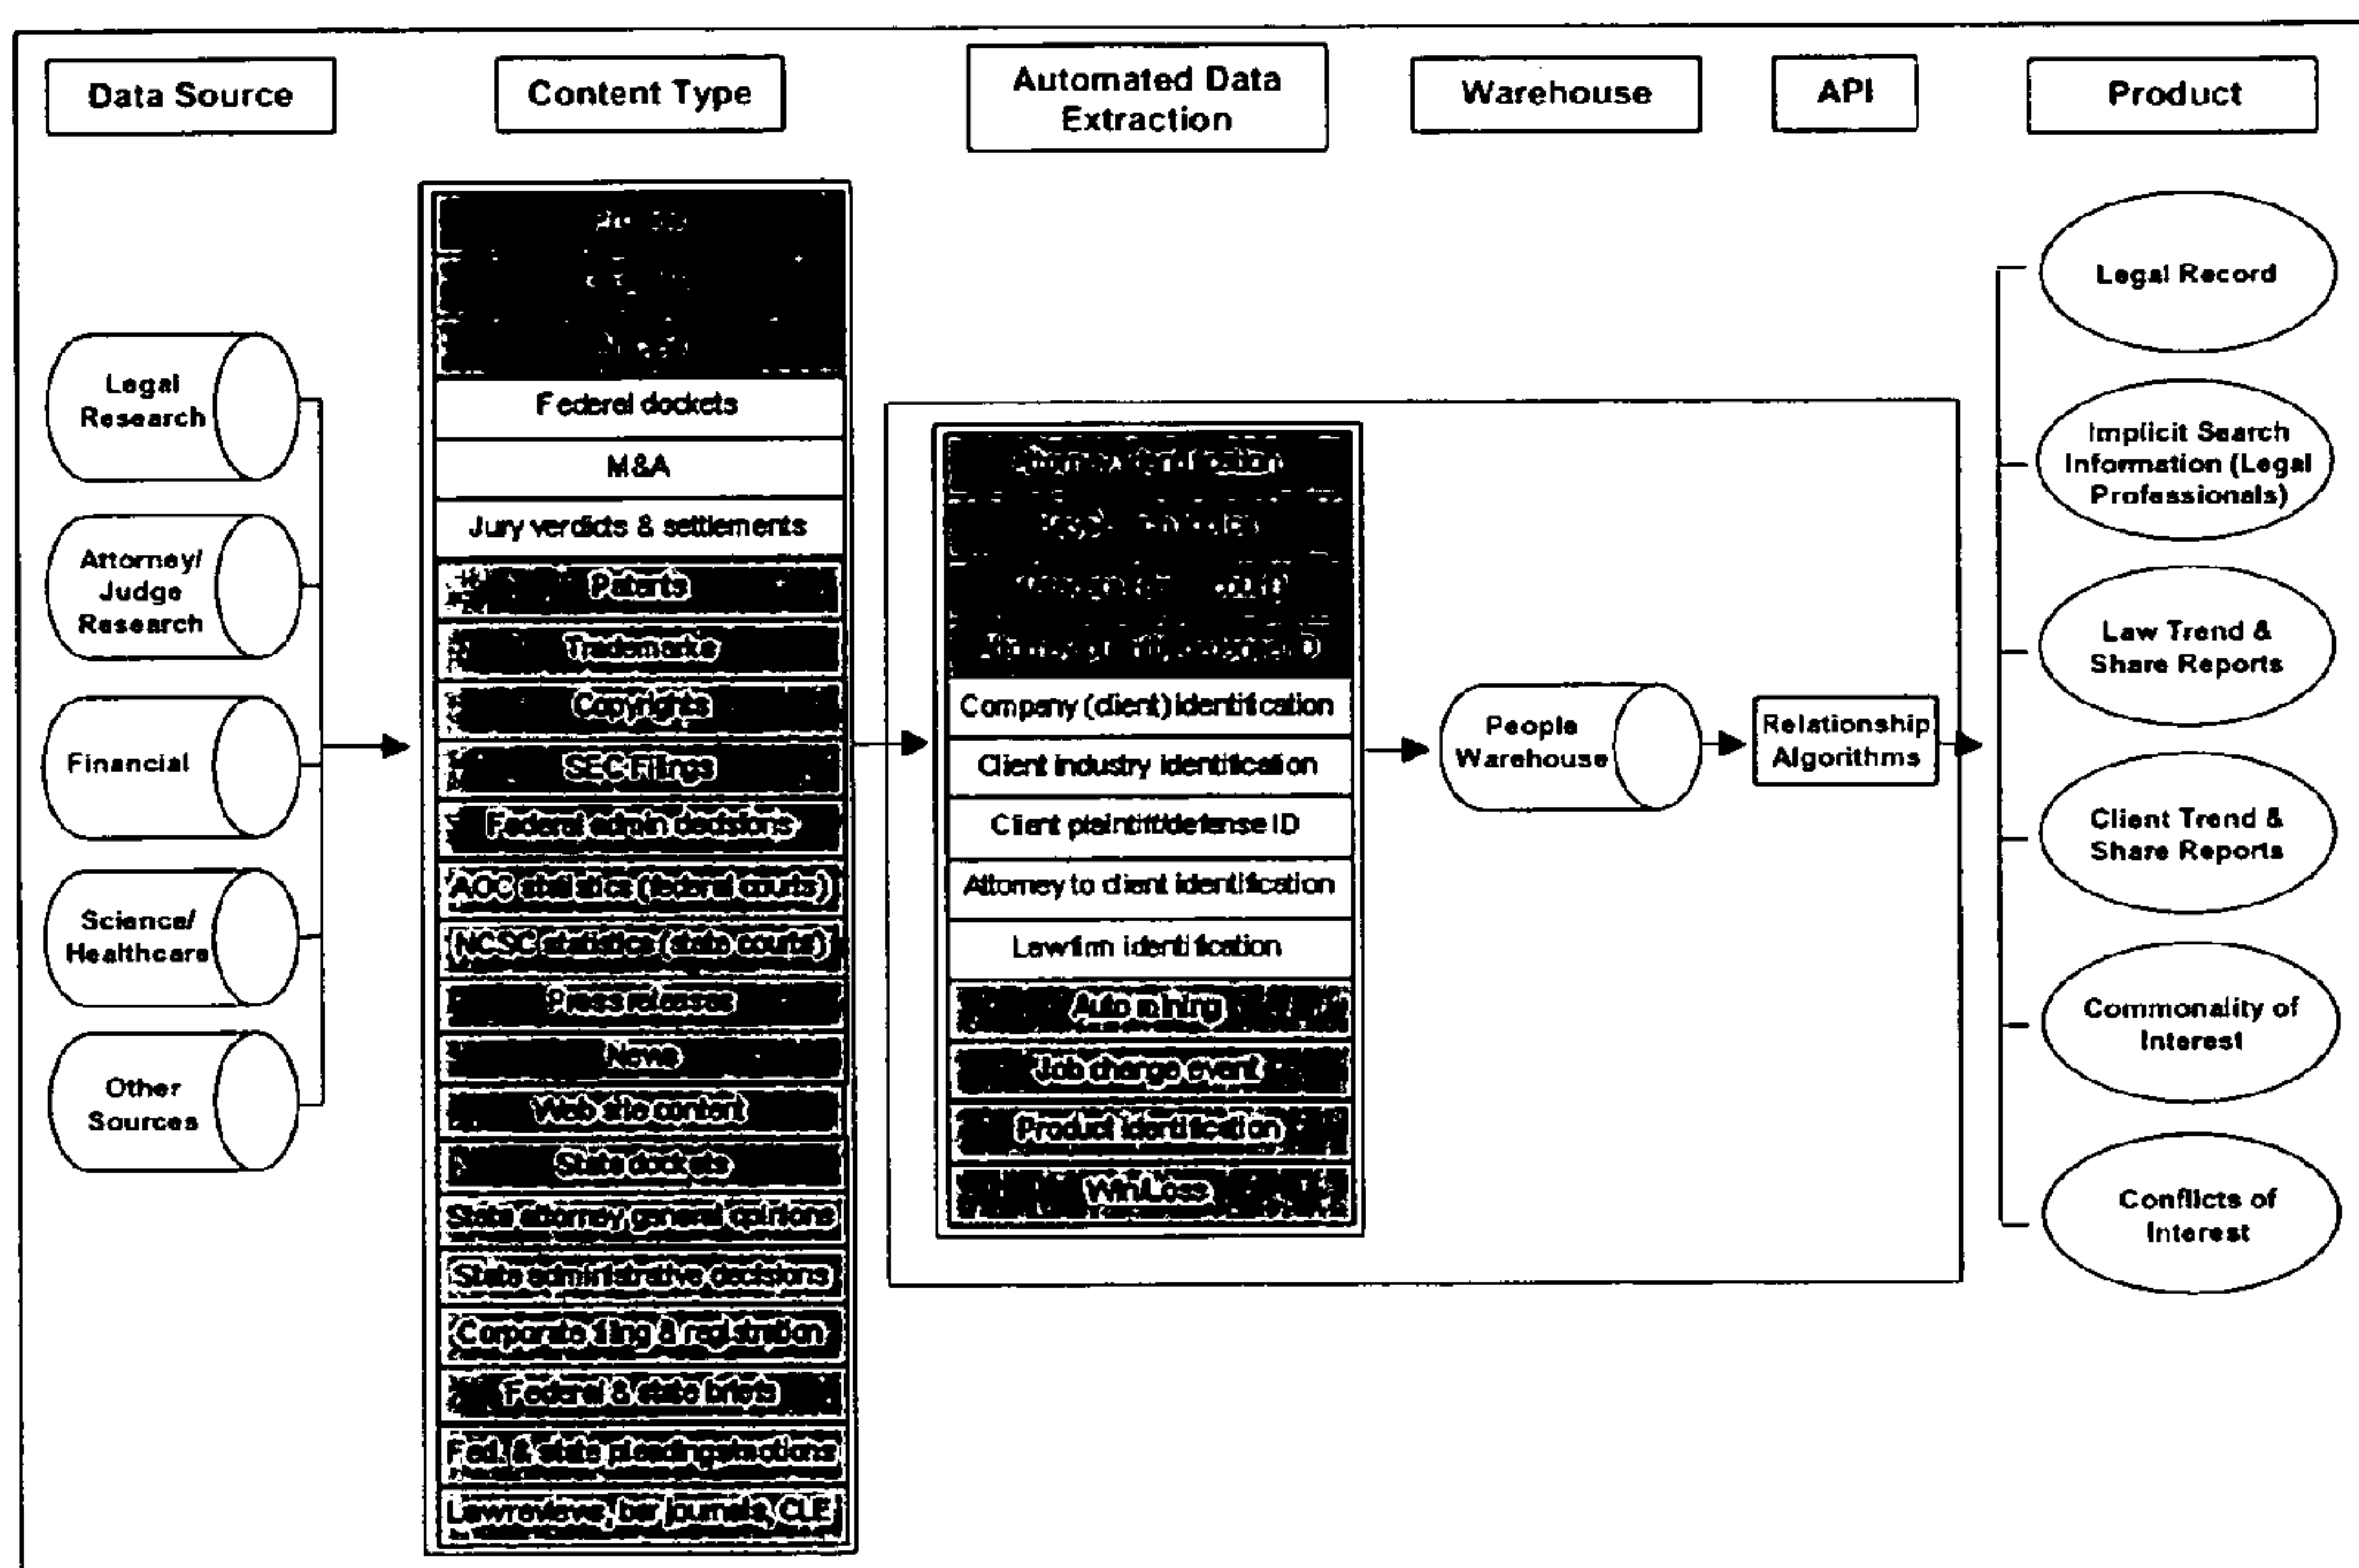 Data Source
Content Type
Automated Data
Extraction
Warehouse
API
Product
Legal
Research
Attorney/
Judge
Research
Financial
Science/
Healthcare
Other
Sources
Federal dockets
M&A
Jury verdicts & settlements
Patents
Trademarks
Copyrights
SEC Filings
Federal admin decisions
AOC statistics (federal courts)
NCSC statistics (state courts)
Press releases
News
Web site content
State dockets
State attorney general opinions
State administrative decisions
Corporate filing & registration
Federal & state briefs
Fed. & state pleadings/motions
Law reviews, bar journals, CLE
Attorney identification
Company (client) identification
Client industry identification
Client plaintiff/defense ID
Attorney to client identification
Law firm identification
Auto mining
Job change event
Product identification
Win/Loss
People
Warehouse
Relationship
Algorithms
Legal Record
Implicit Search
Information (Legal
Professionals)
Law Trend &
Share Reports
Client Trend &
Share Reports
Commonality of
Interest
Conflicts of
Interest